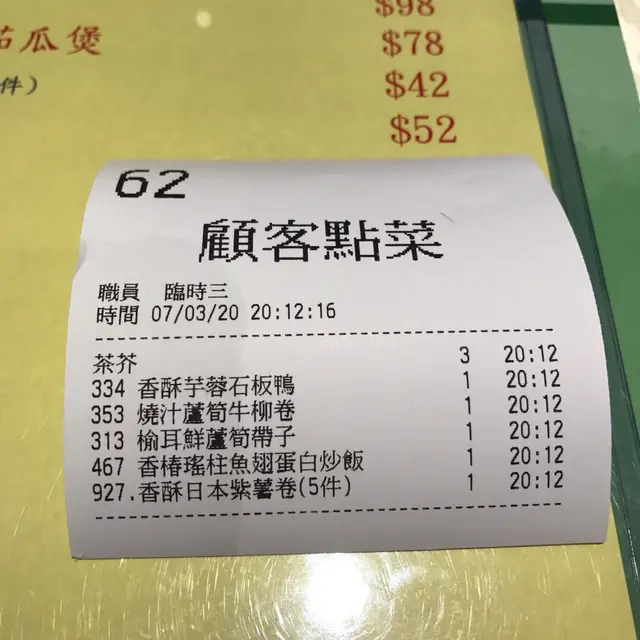 $98
茄瓜煲 $78
件） $42
$52
62
顧客點菜
職員 臨時三
時間 07/03/20 20:12:16
茶芥 3 20:12
334 香酥芋蓉石板鴨 1 20:12
353 燒汁蘆筍牛柳卷 1 20:12
313 榆耳鮮蘆筍帶子 1 20:12
467 香椿瑤柱魚翅蛋白炒飯 1 20:12
927.香酥日本紫薯卷(5件) 1 20:12